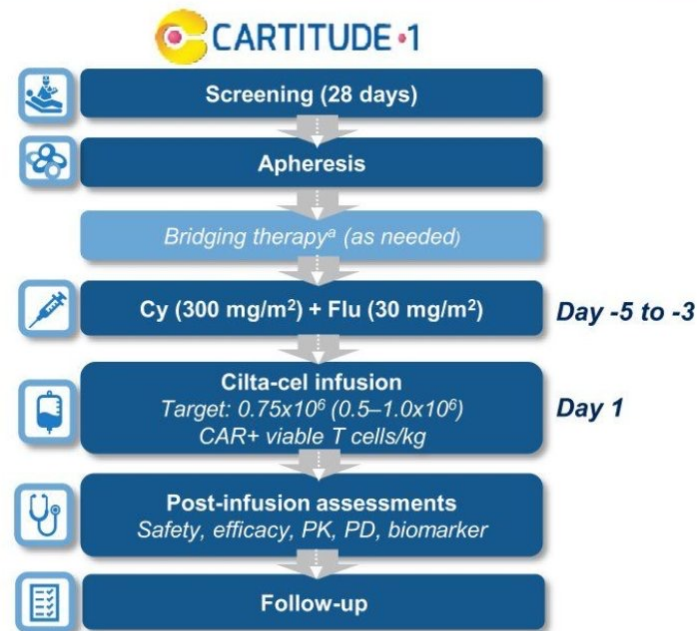 CARTITUDE-1
Screening (28 days)
Apheresis
Bridging therapyᵃ (as needed)
Cy (300 mg/m²) + Flu (30 mg/m²)
Day -5 to -3
Cilta-cel infusion
Target: 0.75x10⁶ (0.5–1.0x10⁶)
CAR+ viable T cells/kg
Day 1
Post-infusion assessments
Safety, efficacy, PK, PD, biomarker
Follow-up